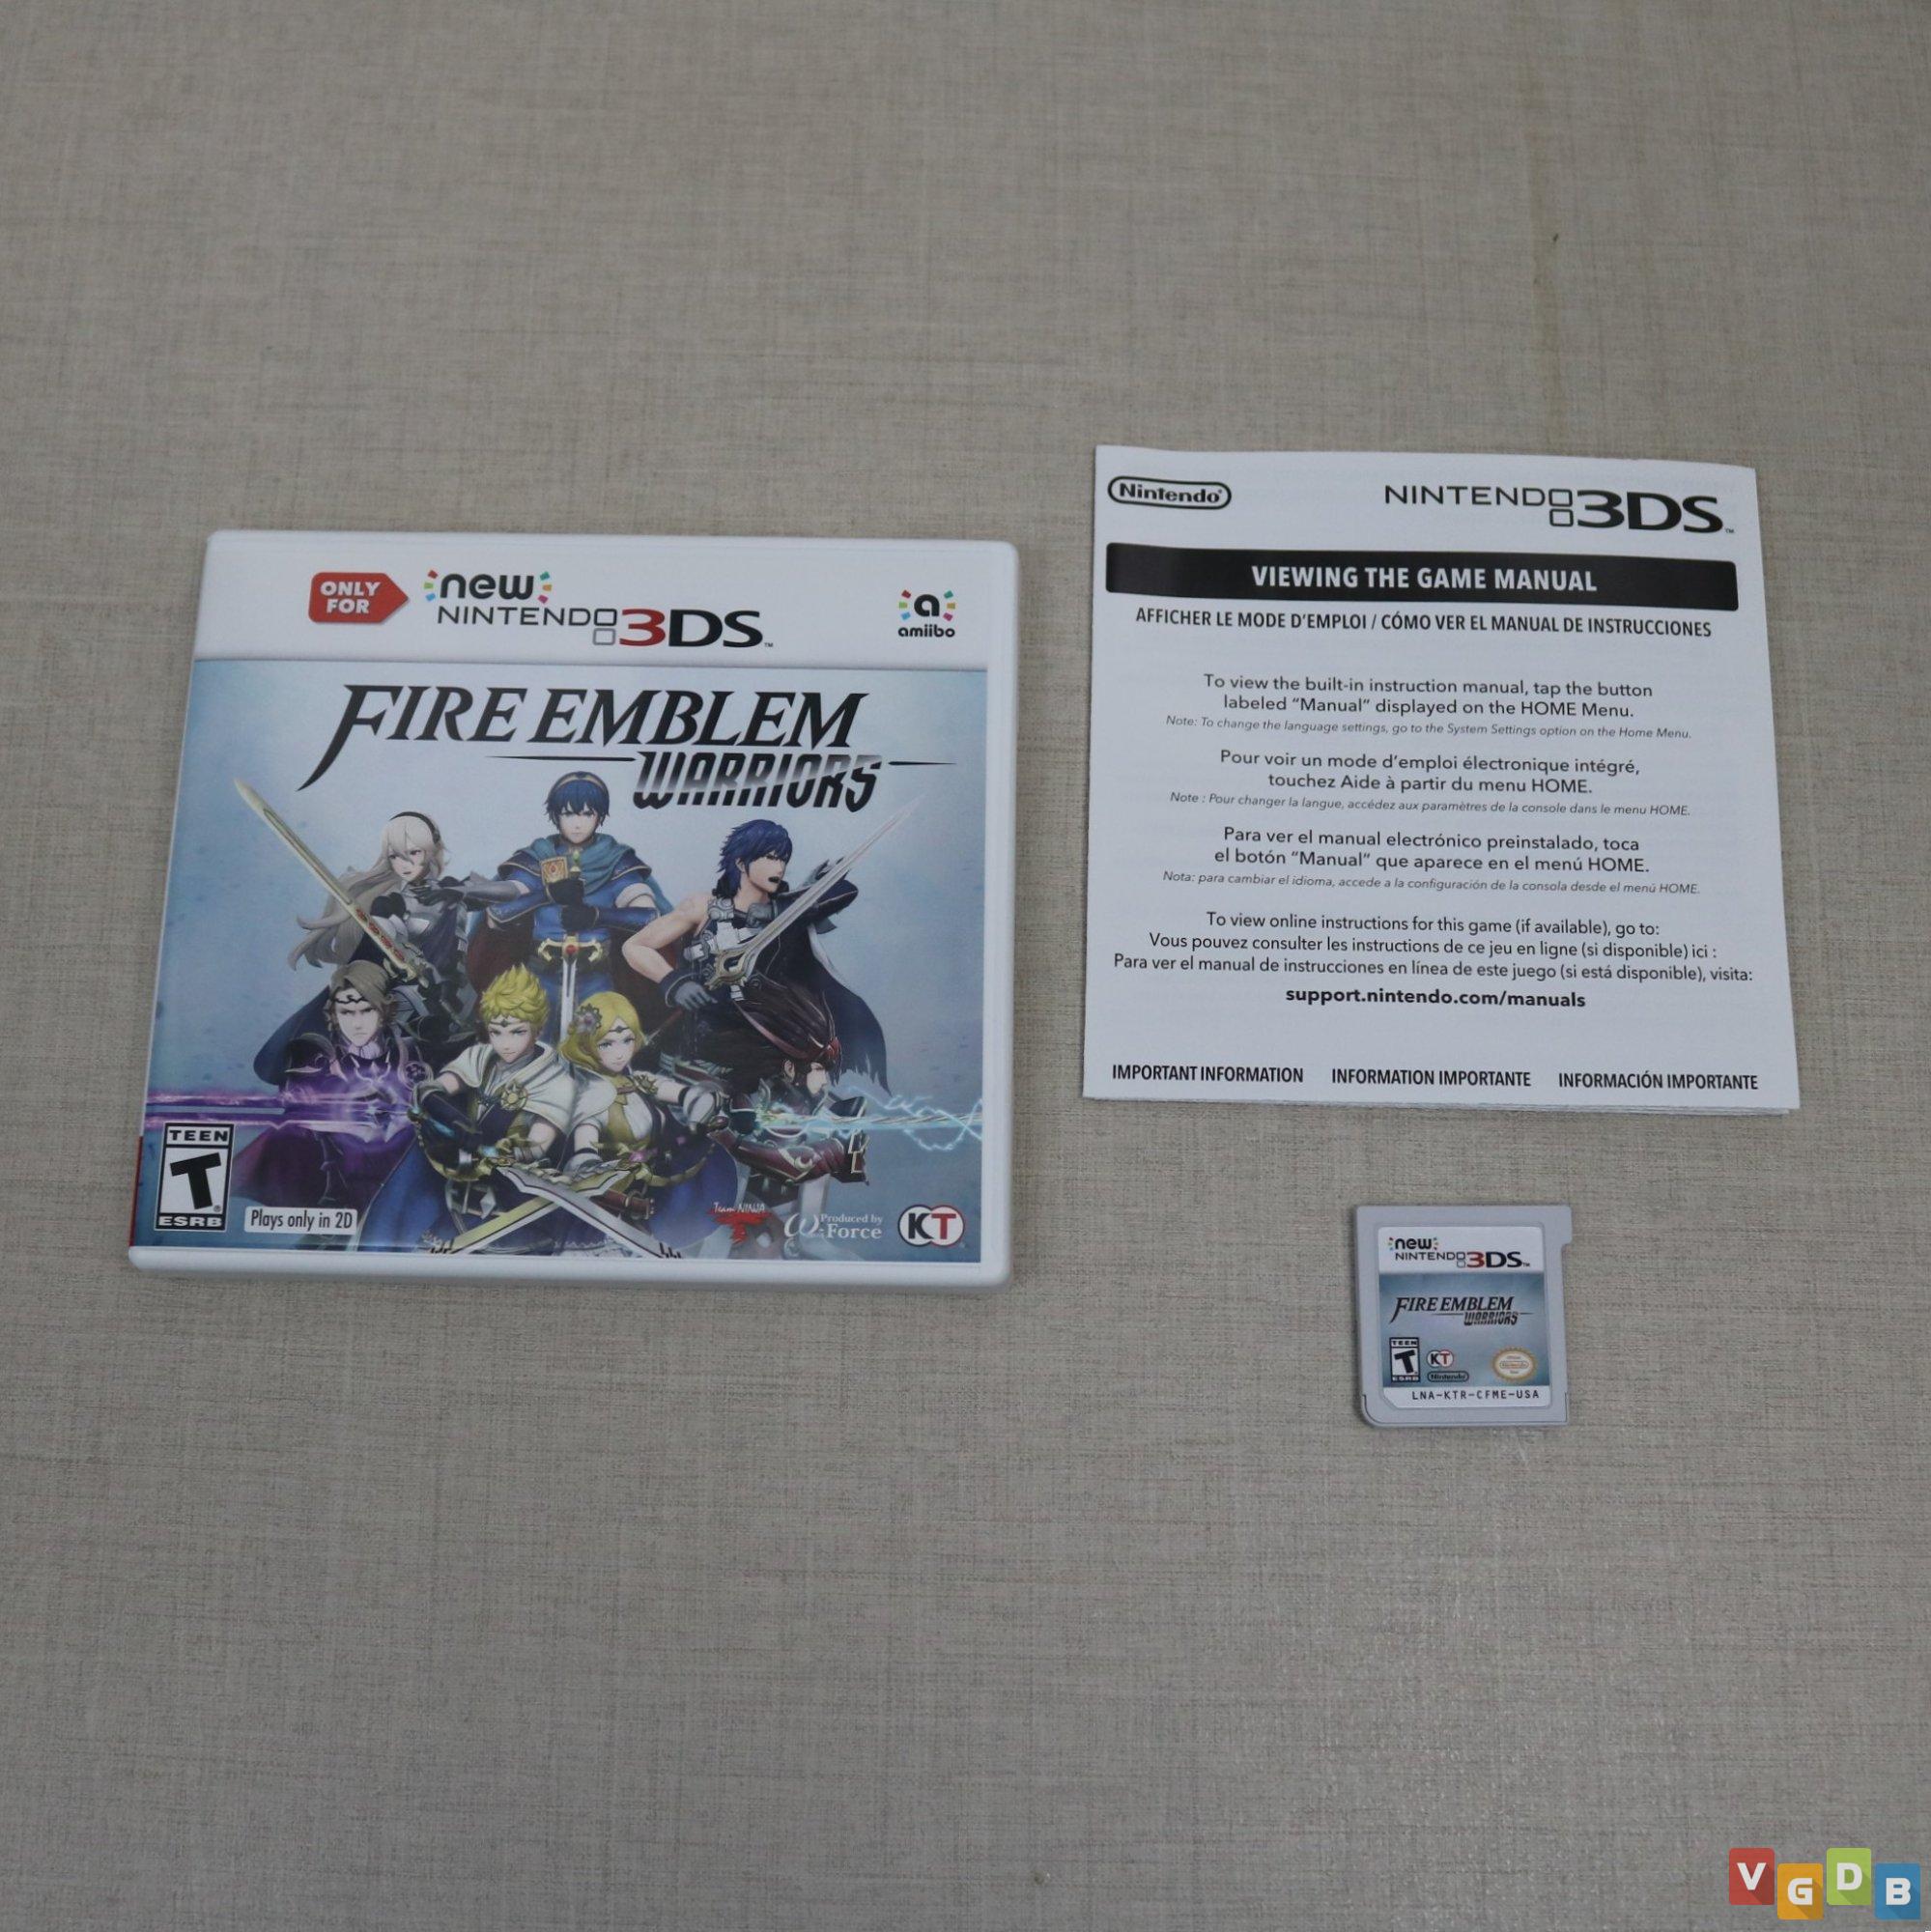 ONLY
FOR
new
NINTENDO 3DS™
amiibo
FIRE EMBLEM
WARRIORS
TEEN
T
ESRB
Plays only in 2D
Team NINJA
Produced by
ω-Force
KT
Nintendo
NINTENDO 3DS™
VIEWING THE GAME MANUAL
AFFICHER LE MODE D'EMPLOI / CÓMO VER EL MANUAL DE INSTRUCCIONES
To view the built-in instruction manual, tap the button
labeled “Manual” displayed on the HOME Menu.
Note: To change the language settings, go to the System Settings option on the Home Menu.
Pour voir un mode d'emploi électronique intégré,
touchez Aide à partir du menu HOME.
Note : Pour changer la langue, accédez aux paramètres de la console dans le menu HOME.
Para ver el manual electrónico preinstalado, toca
el botón “Manual” que aparece en el menú HOME.
Nota: para cambiar el idioma, accede a la configuración de la consola desde el menú HOME.
To view online instructions for this game (if available), go to:
Vous pouvez consulter les instructions de ce jeu en ligne (si disponible) ici :
Para ver el manual de instrucciones en línea de este juego (si está disponible), visita:
support.nintendo.com/manuals
IMPORTANT INFORMATION INFORMATION IMPORTANTE INFORMACIÓN IMPORTANTE
new
NINTENDO 3DS™
FIRE EMBLEM
WARRIORS
TEEN
T
ESRB
KT
Nintendo
LNA-KTR-CFME-USA
VGDB